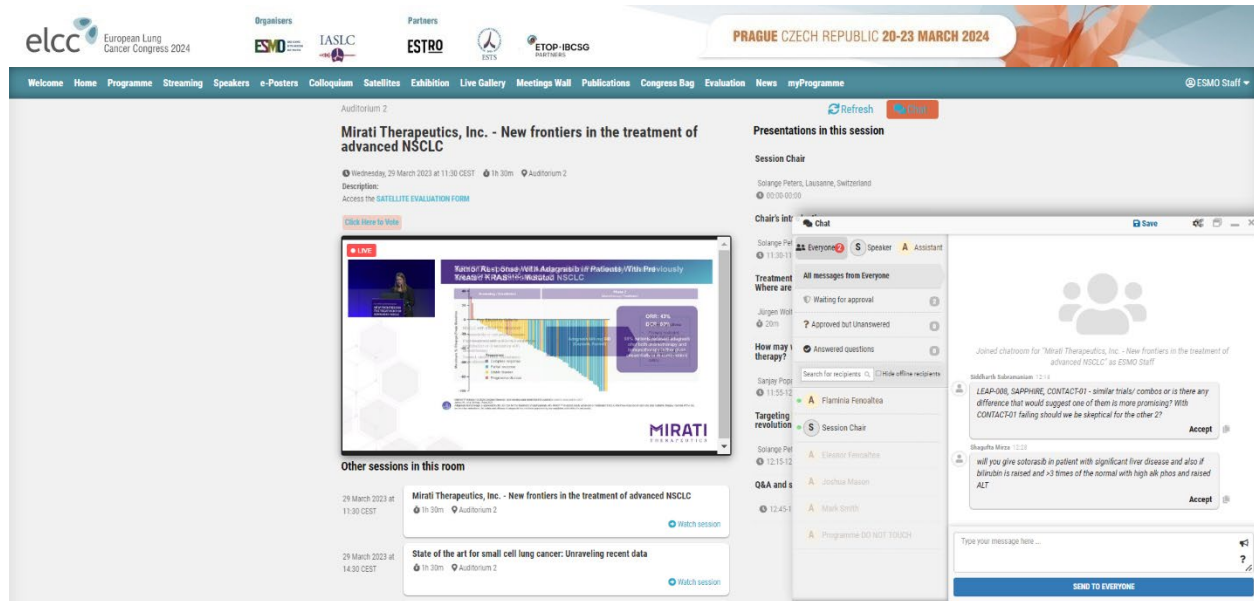 elcc
European Lung
Cancer Congress 2024
Organisers
ESMO
IASLC
Partners
ESTRO
ESTS
ETOP·IBCSG
PARTNERS
PRAGUE CZECH REPUBLIC 20-23 MARCH 2024
Welcome Home Programme Streaming Speakers e-Posters Colloquium Satellites Exhibition Live Gallery Meetings Wall Publications Congress Bag Evaluation News myProgramme
ESMO Staff
Auditorium 2
Refresh
Mirati Therapeutics, Inc. - New frontiers in the treatment of
advanced NSCLC
Wednesday, 29 March 2023 at 11:30 CEST 1h 30m Auditorium 2
Description:
Access the SATELLITE EVALUATION FORM
Click Here to Vote
LIVE
MIRATI
THERAPEUTICS
Other sessions in this room
29 March 2023 at
11:30 CEST
Mirati Therapeutics, Inc. - New frontiers in the treatment of advanced NSCLC
1h 30m Auditorium 2
Watch session
29 March 2023 at
14:30 CEST
State of the art for small cell lung cancer: Unraveling recent data
1h 30m Auditorium 2
Watch session
Presentations in this session
Session Chair
Solange Peters, Lausanne, Switzerland
00:00-00:00
Chair's
Solange
Treatment
Where are
20m
How may
therapy?
Sanjay
Targeting
Solange
Q&A and
Chat
Save
Everyone 2 S Speaker A Assistant
All messages from Everyone
Waiting for approval
? Approved but Unanswered
Answered questions
Search for recipients Hide offline recipients
A Flaminia Fenoaltea
S Session Chair
A Eleanor Fenoaltea
A Joshua Mason
A Mark Smith
A Programme DO NOT TOUCH
Joined chatroom for "Mirati Therapeutics, Inc. - New frontiers in the treatment of
advanced NSCLC" as ESMO Staff
Siddharth Subramanian
LEAP-008, SAPPHIRE, CONTACT-01 - similar trials/ combos or is there any
difference that would suggest one of them is more promising? With
CONTACT-01 failing should we be skeptical for the other 2?
Accept
Shagufta Mirza 12:28
will you give sotorasib in patient with significant liver disease and also if
bilirubin is raised and >3 times of the normal with high alk phos and raised
ALT
Accept
Type your message here ...
?
SEND TO EVERYONE